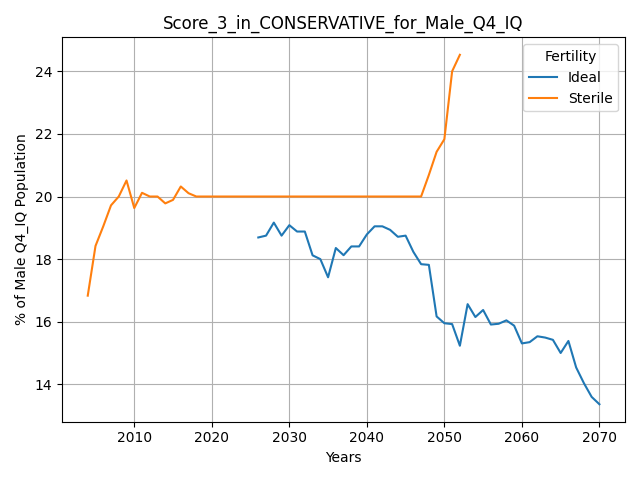 Score_3_in_CONSERVATIVE_for_Male_Q4_IQ
Fertility
Ideal
Sterile
% of Male Q4_IQ Population
24
22
20
18
16
14
2010 2020 2030 2040 2050 2060 2070
Years